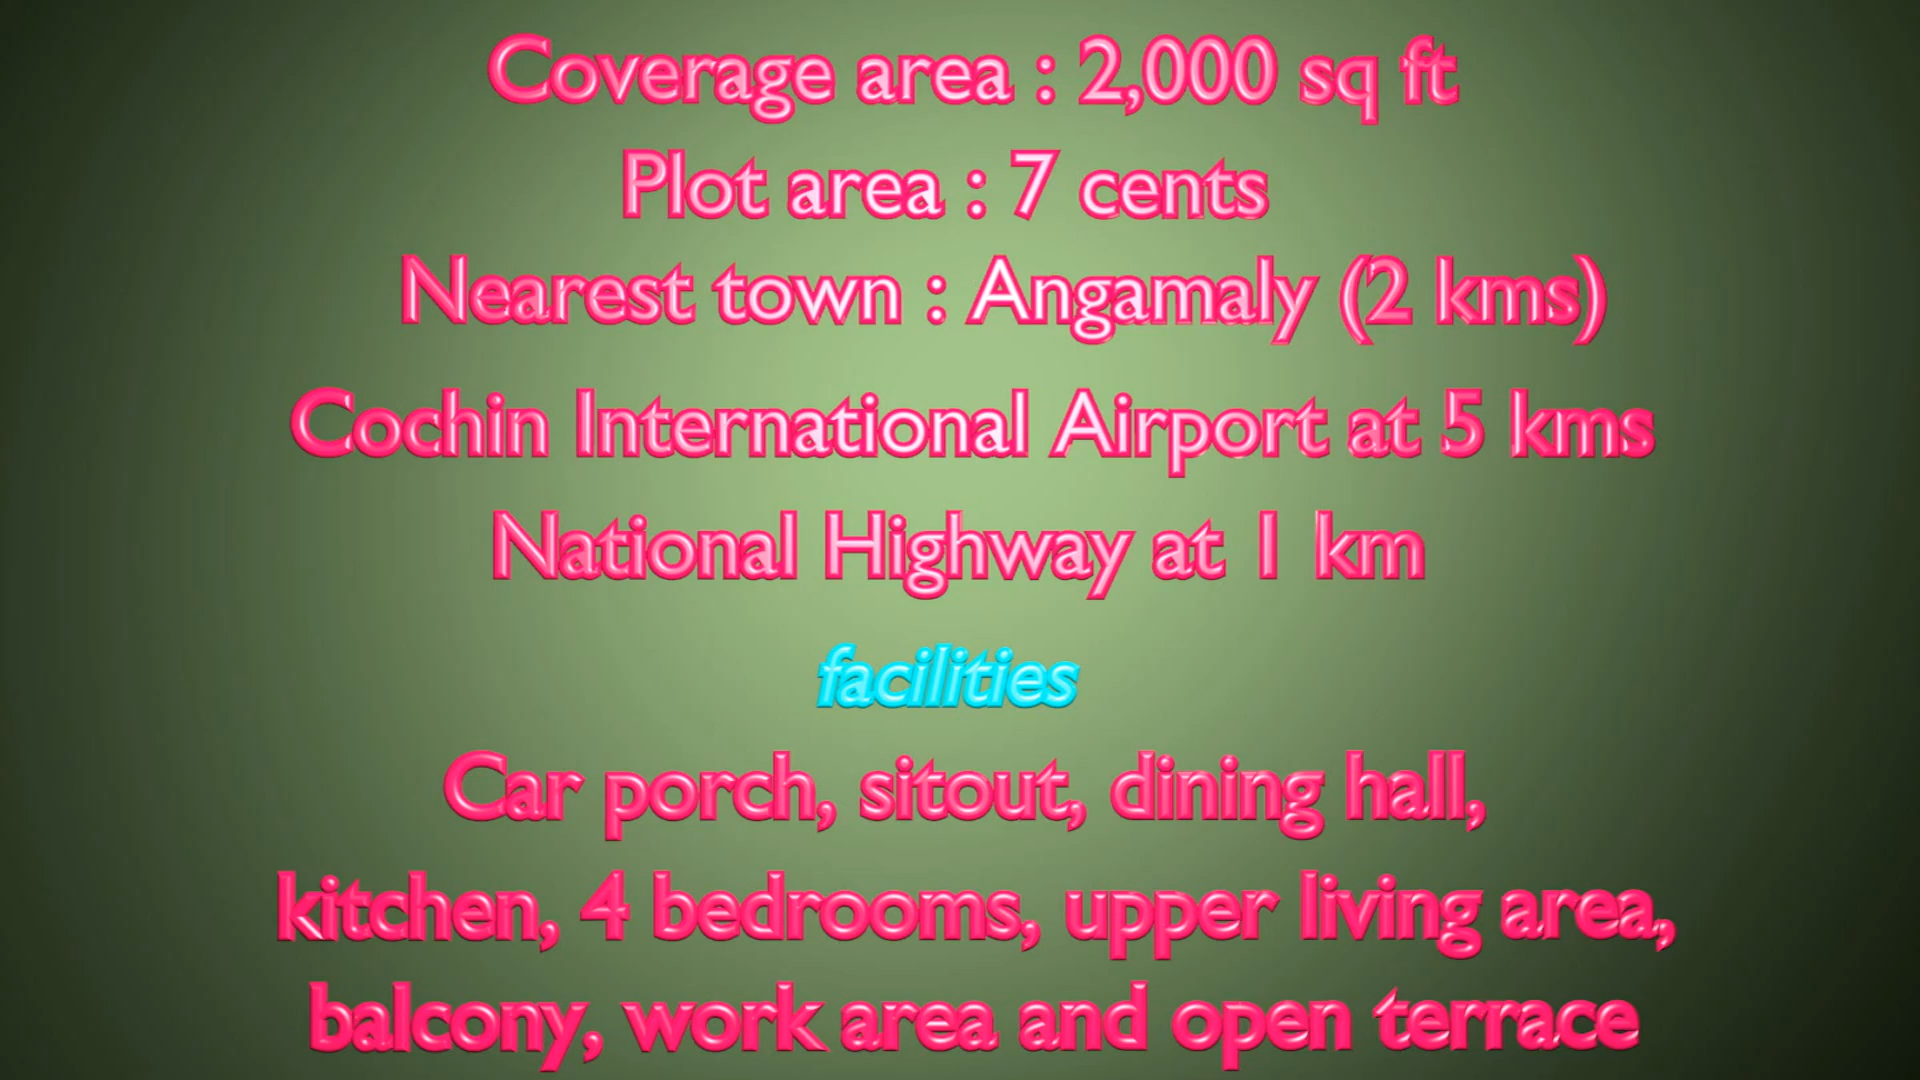 Coverage area : 2,000 sq ft
Plot area : 7 cents
Nearest town : Angamaly (2 kms)
Cochin International Airport at 5 kms
National Highway at 1 km
facilities
Car porch, sitout, dining hall,
kitchen, 4 bedrooms, upper living area,
balcony, work area and open terrace